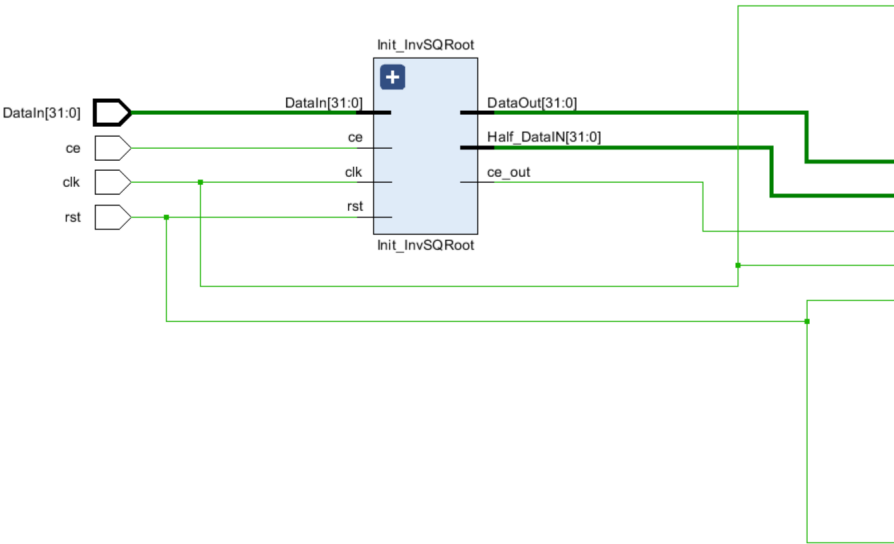 Init_InvSQRoot
DataIn[31:0]
DataIn[31:0]
DataOut[31:0]
ce
ce
Half_DataIN[31:0]
clk
clk
ce_out
rst
rst
Init_InvSQRoot